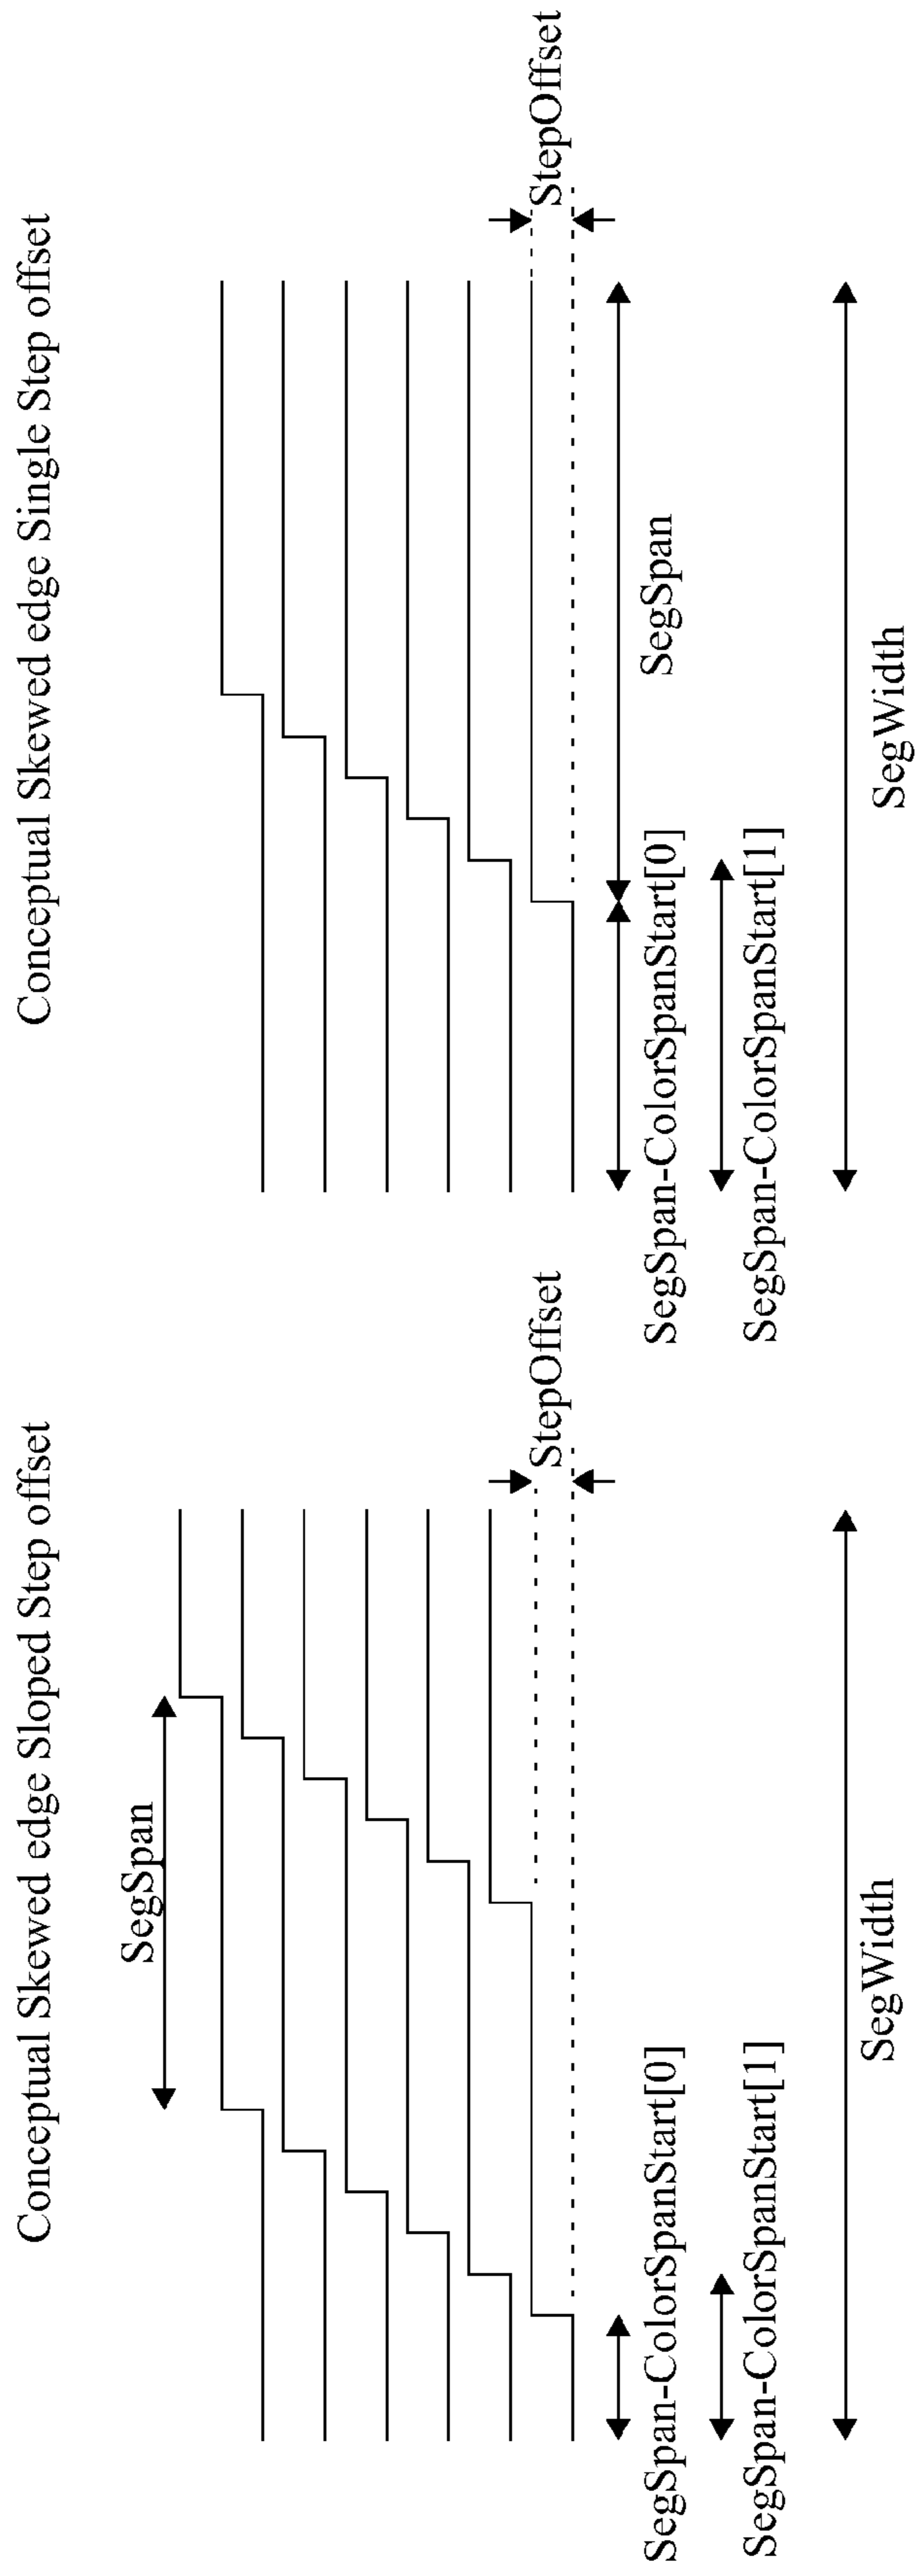 Conceptual Skewed edge Sloped Step offset
SegSpan
StepOffset
SegSpan-ColorSpanStart[0]
SegSpan-ColorSpanStart[1]
SegWidth
Conceptual Skewed edge Single Step offset
StepOffset
SegSpan
SegSpan-ColorSpanStart[0]
SegSpan-ColorSpanStart[1]
SegWidth